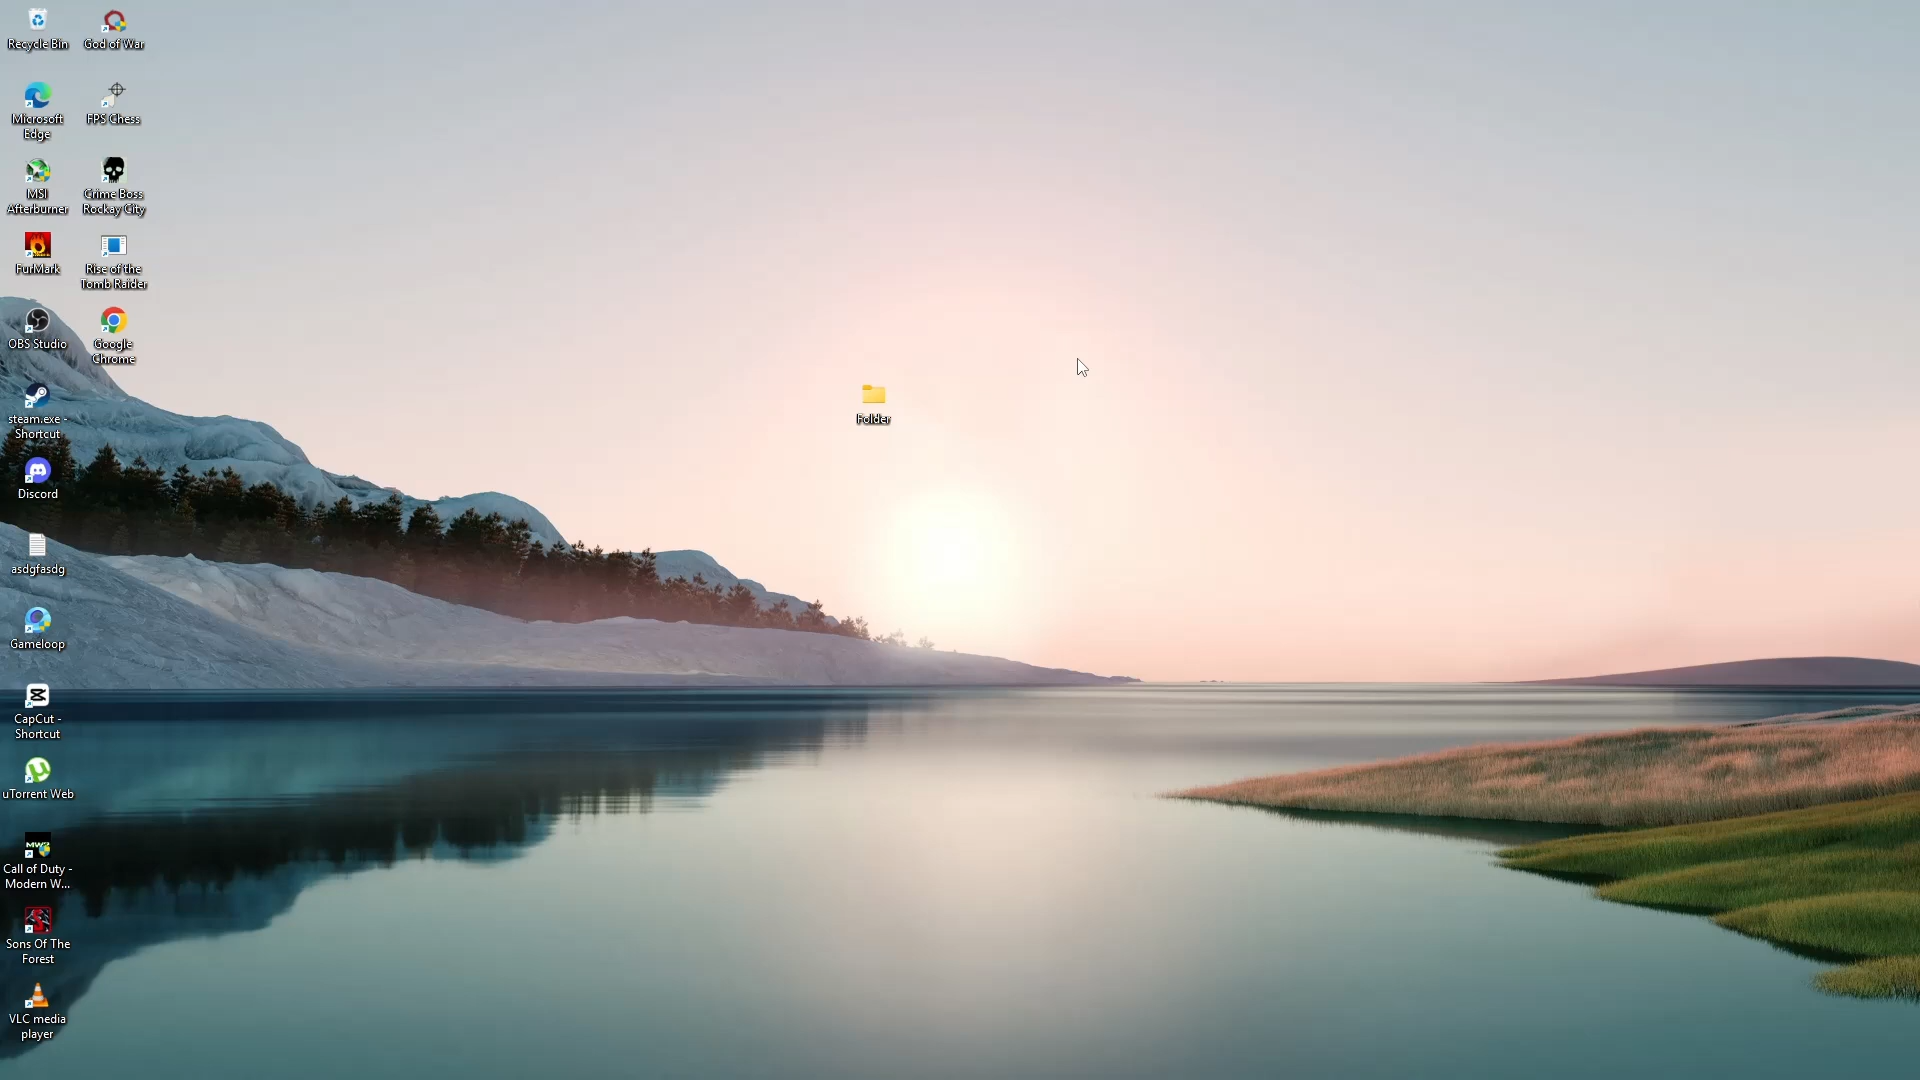 Recycle Bin
God of War
Microsoft
Edge
FPS Chess
MSI
Afterburner
Crime Boss
Rockay City
FurMark
Rise of the
Tomb Raider
OBS Studio
Google
Chrome
steam.exe -
Shortcut
Folder
Discord
asdgfasdg
Gameloop
CapCut -
Shortcut
uTorrent Web
MW2
Call of Duty -
Modern W...
Sons Of The
Forest
VLC media
player